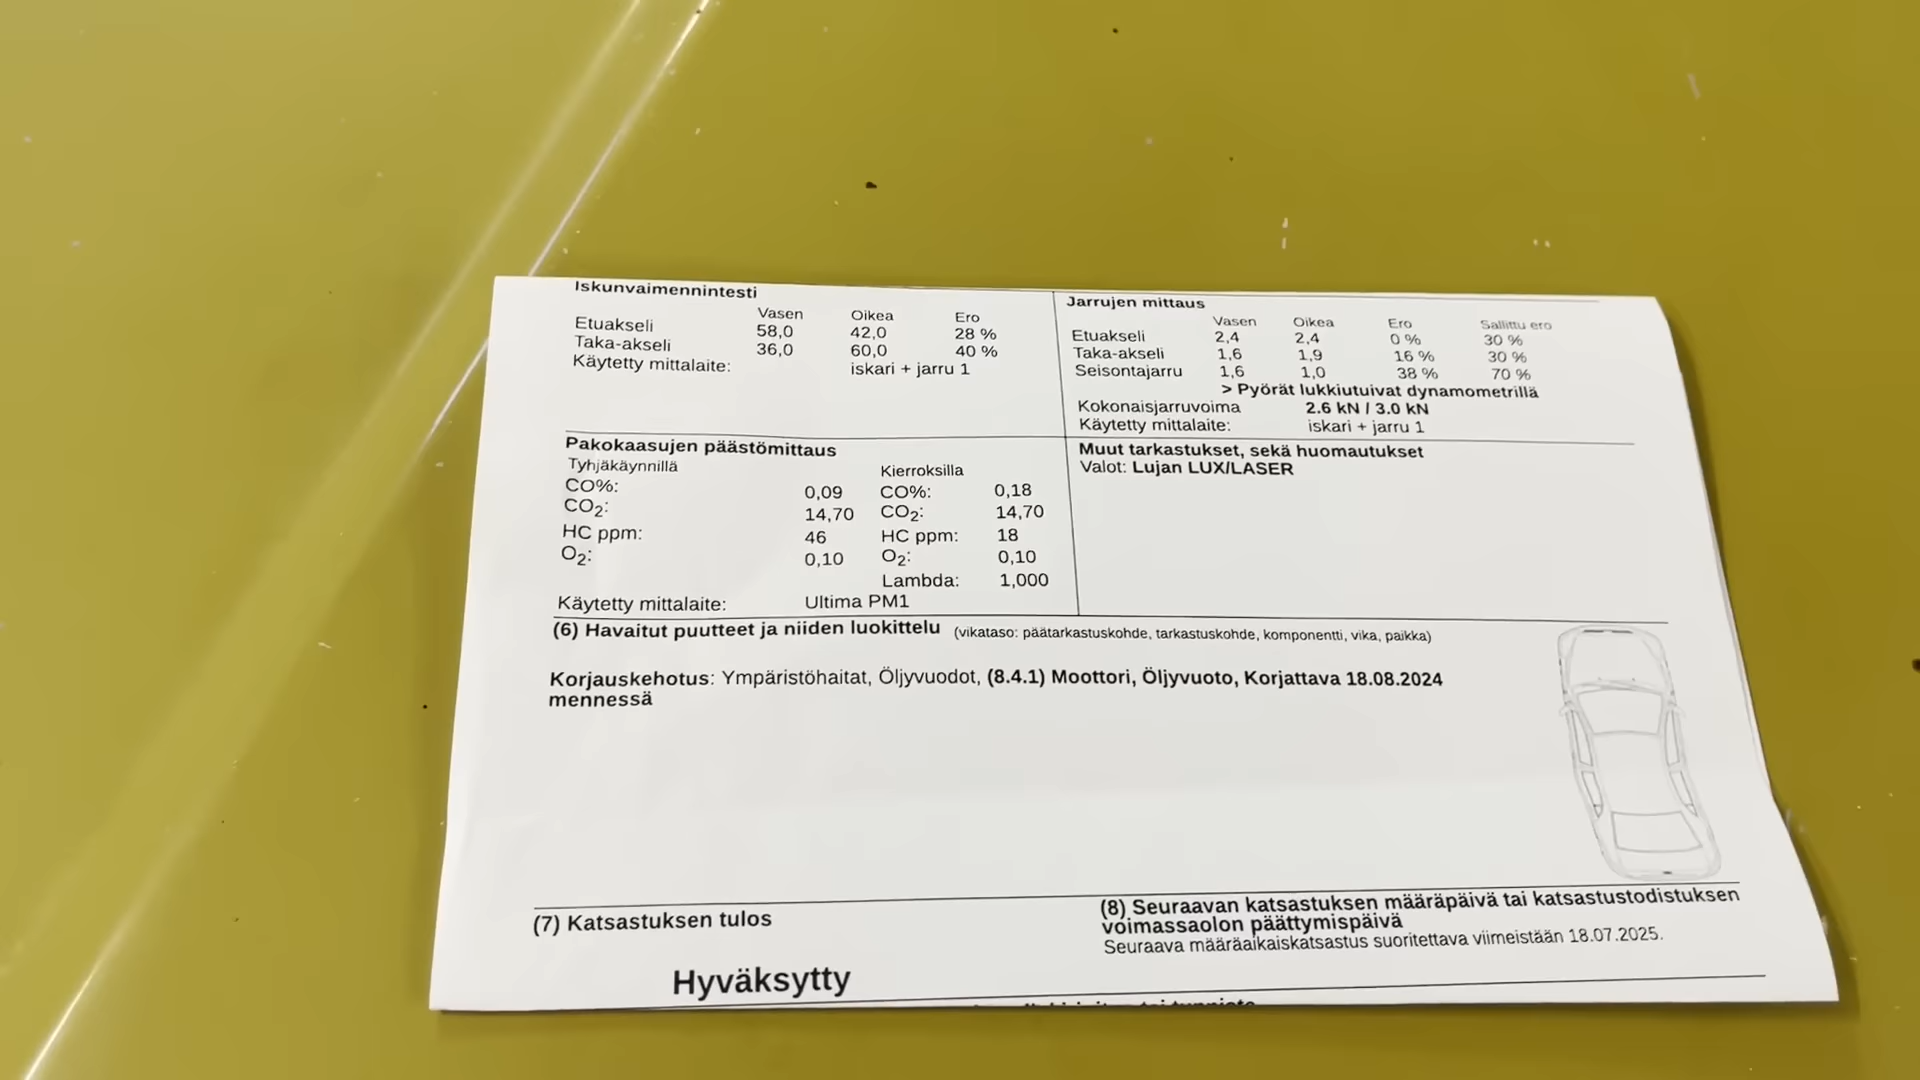 Iskunvaimennintesti
Vasen Oikea Ero
Etuakseli 58,0 42,0 28 %
Taka-akseli 36,0 60,0 40 %
Käytetty mittalaite: iskari + jarru 1
Jarrujen mittaus
Vasen Oikea Ero Sallittu ero
Etuakseli 2,4 2,4 0 % 30 %
Taka-akseli 1,6 1,9 16 % 30 %
Seisontajarru 1,6 1,0 38 % 70 %
> Pyörät lukkiutuivat dynamometrillä
Kokonaisjarruvoima 2.6 kN / 3.0 kN
Käytetty mittalaite: iskari + jarru 1
Pakokaasujen päästömittaus
Tyhjäkäynnillä Kierroksilla
CO%: 0,09 CO%: 0,18
CO2: 14,70 CO2: 14,70
HC ppm: 46 HC ppm: 18
O2: 0,10 O2: 0,10
Lambda: 1,000
Käytetty mittalaite: Ultima PM1
Muut tarkastukset, sekä huomautukset
Valot: Lujan LUX/LASER
(6) Havaitut puutteet ja niiden luokittelu (vikataso: päätarkastuskohde, tarkastuskohde, komponentti, vika, paikka)
Korjauskehotus: Ympäristöhaitat, Öljyvuodot, (8.4.1) Moottori, Öljyvuoto, Korjattava 18.08.2024
mennessä
(7) Katsastuksen tulos
Hyväksytty
(8) Seuraavan katsastuksen määräpäivä tai katsastustodistuksen
voimassaolon päättymispäivä
Seuraava määräaikaiskatsastus suoritettava viimeistään 18.07.2025.